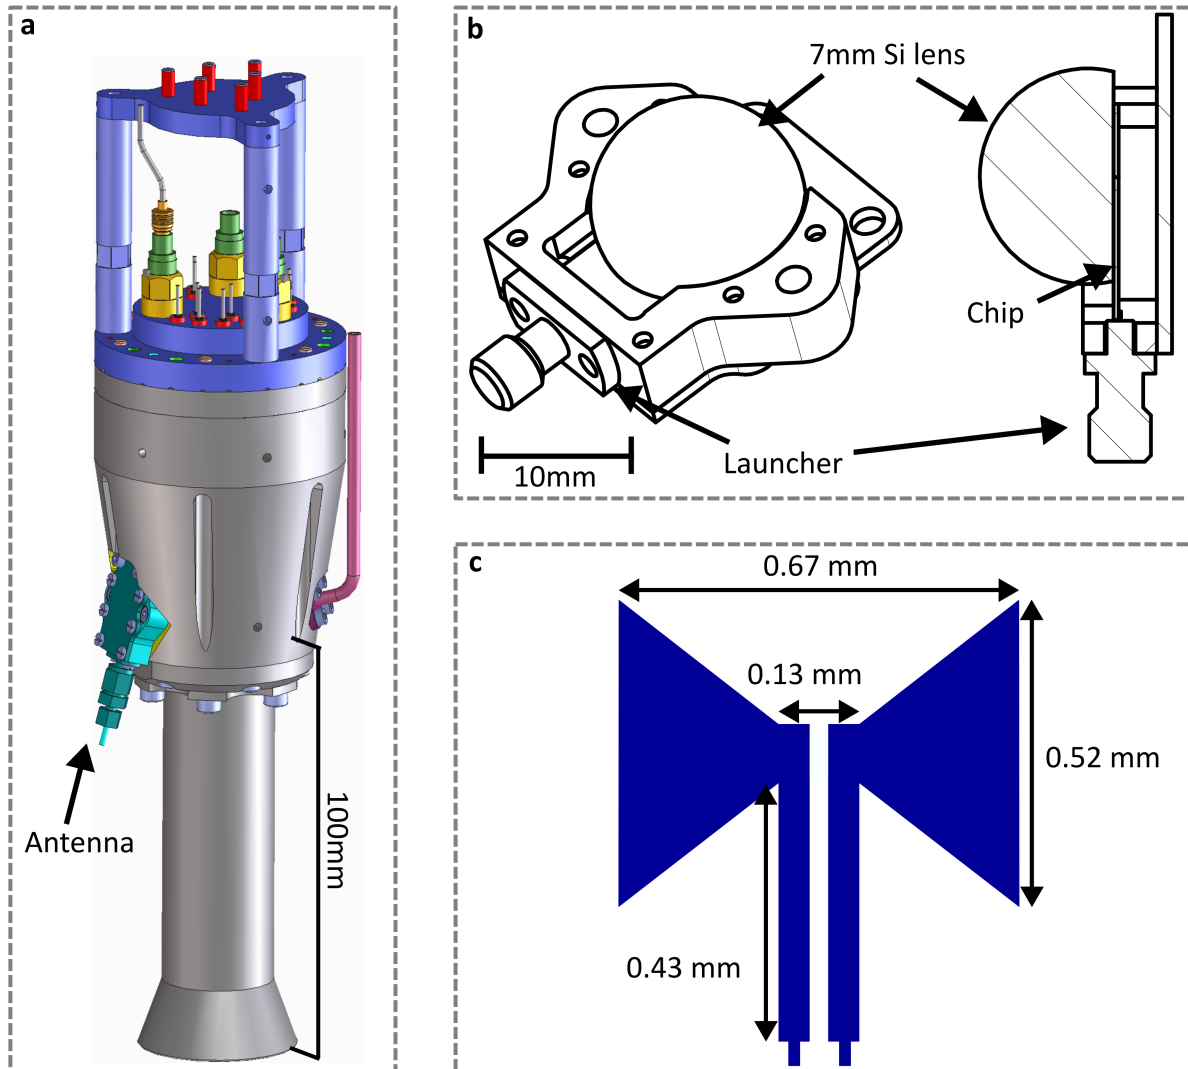 a
Antenna
100mm
b
7mm Si lens
Chip
Launcher
10mm
c
0.67 mm
0.13 mm
0.52 mm
0.43 mm